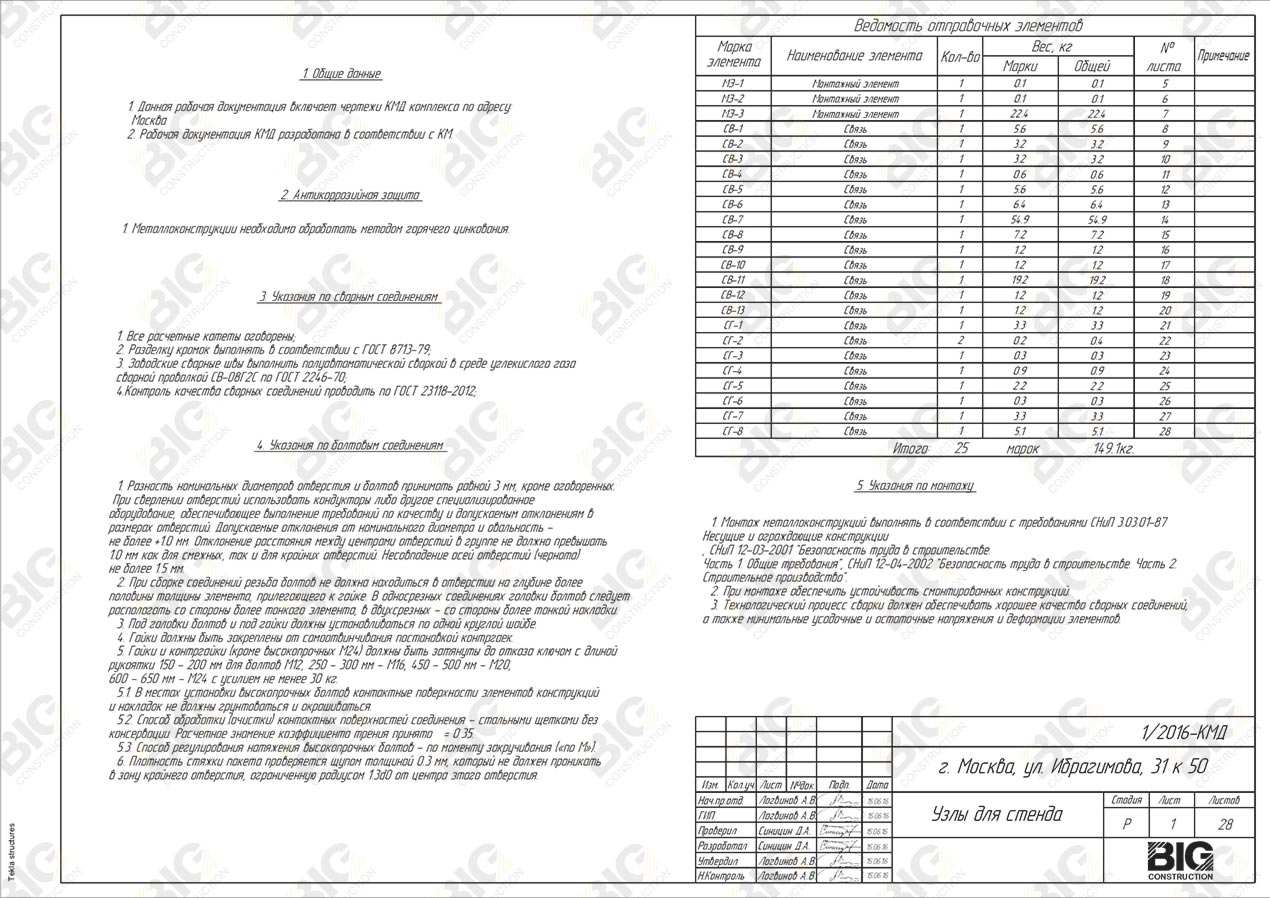 1. Общие данные
1. Данная рабочая документация включает чертежи КМД комплекса по адресу:
Москва
2. Рабочая документация КМД разработана в соответствии с КМ
2. Антикоррозийная защита
1. Металлоконструкции необходимо обработать методом горячего цинкования.
3. Указания по сварным соединениям
1. Все расчетные катеты оговорены;
2. Разделку кромок выполнять в соответствии с ГОСТ 8713-79;
3. Заводские сварные швы выполнить полуавтоматической сваркой в среде углекислого газа
сварной проволкой СВ-08Г2С по ГОСТ 2246-70;
4.Контроль качества сварных соединений проводить по ГОСТ 23118-2012;
4. Указания по болтовым соединениям
1. Разность номинальных диаметров отверстия и болтов принимать равной 3 мм, кроме оговоренных.
При сверлении отверстий использовать кондукторы либо другое специализированное
оборудование, обеспечивающее выполнение требований по качеству и допускаемым отклонениям в
размерах отверстий. Допускаемые отклонения от номинального диаметра и овальность –
не более +1.0 мм. Отклонение расстояния между центрами отверстий в группе не должно превышать
1.0 мм как для смежных, так и для крайних отверстий. Несовпадение осей отверстий (чернота)
не более 1.5 мм.
2. При сборке соединений резьба болтов не должна находиться в отверстии на глубине более
половины толщины элемента, прилегающего к гайке. В односрезных соединениях головки болтов следует
располагать со стороны более тонкого элемента, в двухсрезных – со стороны более тонкой накладки.
3. Под головки болтов и под гайки должны устанавливаться по одной круглой шайбе.
4. Гайки должны быть закреплены от самоотвинчивания постановкой контргаек.
5. Гайки и контргайки (кроме высокопрочных М24) должны быть затянуты до отказа ключом с длиной
рукоятки 150 – 200 мм для болтов М12, 250 – 300 мм – М16, 450 – 500 мм – М20,
600 – 650 мм – М24 с усилием не менее 30 кг.
5.1. В местах установки высокопрочных болтов контактные поверхности элементов конструкций
и накладок не должны грунтоваться и окрашиваться.
5.2. Способ обработки (очистки) контактных поверхностей соединения – стальными щетками без
консервации. Расчетное знамение коэффициента трения принято = 0.35.
5.3. Способ регулирования натяжения высокопрочных болтов – по моменту закручивания («по М»).
6. Плотность стяжки пакета проверяется щупом толщиной 0.3 мм, который не должен проникать
в зону крайнего отверстия, ограниченную радиусом 1.3d0 от центра этого отверстия.
Tekla structures
Ведомость отправочных элементов
Марка элемента Наименование элемента Кол-во Вес, кг № листа Примечание
Марки Общей
МЭ-1 Монтажный элемент 1 0.1 0.1 5
МЭ-2 Монтажный элемент 1 0.1 0.1 6
МЭ-3 Монтажный элемент 1 22.4 22.4 7
СВ-1 Связь 1 5.6 5.6 8
СВ-2 Связь 1 3.2 3.2 9
СВ-3 Связь 1 3.2 3.2 10
СВ-4 Связь 1 0.6 0.6 11
СВ-5 Связь 1 5.6 5.6 12
СВ-6 Связь 1 6.4 6.4 13
СВ-7 Связь 1 54.9 54.9 14
СВ-8 Связь 1 7.2 7.2 15
СВ-9 Связь 1 1.2 1.2 16
СВ-10 Связь 1 1.2 1.2 17
СВ-11 Связь 1 19.2 19.2 18
СВ-12 Связь 1 1.2 1.2 19
СВ-13 Связь 1 1.2 1.2 20
СГ-1 Связь 1 3.3 3.3 21
СГ-2 Связь 2 0.2 0.4 22
СГ-3 Связь 1 0.3 0.3 23
СГ-4 Связь 1 0.9 0.9 24
СГ-5 Связь 1 2.2 2.2 25
СГ-6 Связь 1 0.3 0.3 26
СГ-7 Связь 1 3.3 3.3 27
СГ-8 Связь 1 5.1 5.1 28
Итого: 25 марок 149.1кг.
5. Указания по монтажу
1. Монтаж металлоконструкций выполнять в соответствии с требованиями СНиП 3.03.01-87
Несущие и ограждающие конструкции
, СНиП 12-03-2001 "Безопасность труда в строительстве.
Часть 1. Общие требования", СНиП 12-04-2002 "Безопасность труда в строительстве. Часть 2.
Строительное производство".
2. При монтаже обеспечить устойчивость смонтированных конструкций.
3. Технологический процесс сварки должен обеспечивать хорошее качество сварных соединений,
а также минимальные усадочные и остаточные напряжения и деформации элементов.
1/2016-КМД
г. Москва, ул. Ибрагимова, 31 к 50
Изм. Кол.уч Лист №док. Подп. Дата
Нач.пр.отд. Логвинов А.В. 15.06.16
ГИП Логвинов А.В. 15.06.16
Проверил Синицин Д.А. 15.06.16
Разработал Синицин Д.А. 15.06.16
Утвердил Логвинов А.В. 15.06.16
Н.Контроль Логвинов А.В. 15.06.16
Узлы для стенда
Стадия Лист Листов
Р 1 28
BIG
CONSTRUCTION